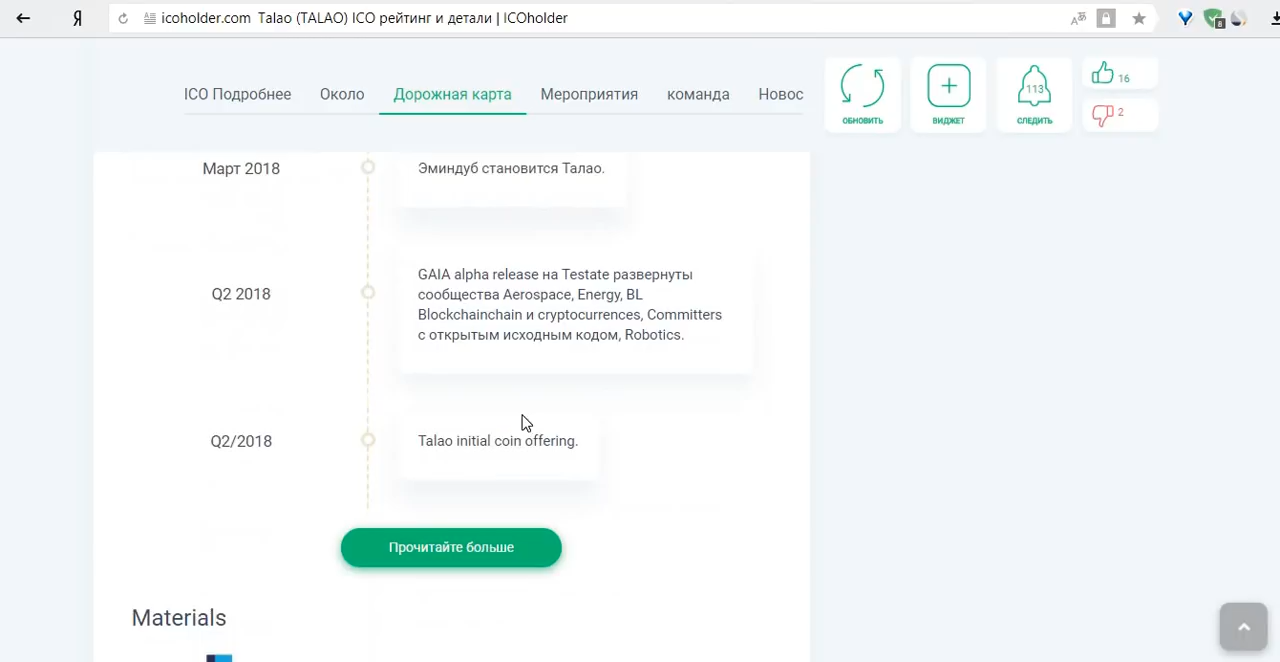 icoholder.com Talao (TALAO) ICO рейтинг и детали | ICOholder
ICO Подробнее
Около
Дорожная карта
Мероприятия
команда
Новос
ОБНОВИТЬ
ВИДЖЕТ
113
СЛЕДИТЬ
16
2
8
Март 2018
Эминдуб становится Талао.
Q2 2018
GAIA alpha release на Testate развернуты
сообщества Aerospace, Energy, BL
Blockchainchain и cryptocurrences, Committers
с открытым исходным кодом, Robotics.
Q2/2018
Talao initial coin offering.
Прочитайте больше
Materials